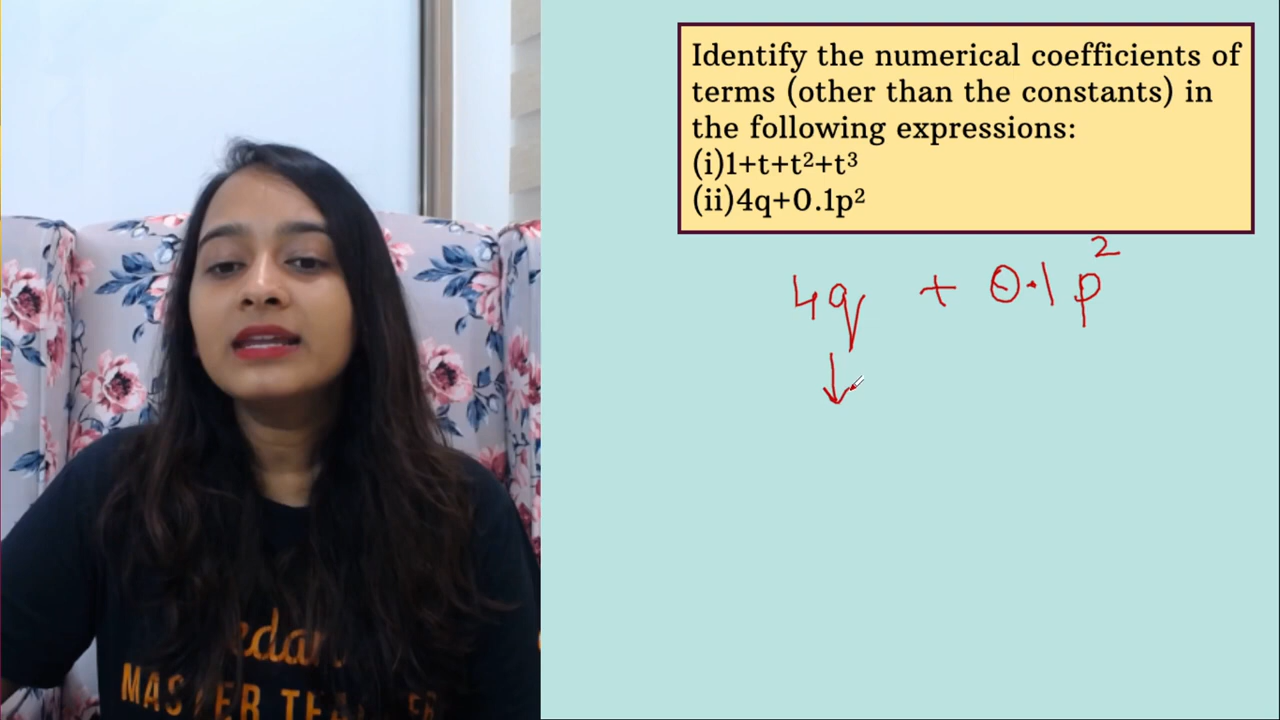 Identify the numerical coefficients of
terms (other than the constants) in
the following expressions:
(i)1+t+t²+t³
(ii)4q+0.1p²
4q + 0.1p²
MASTER